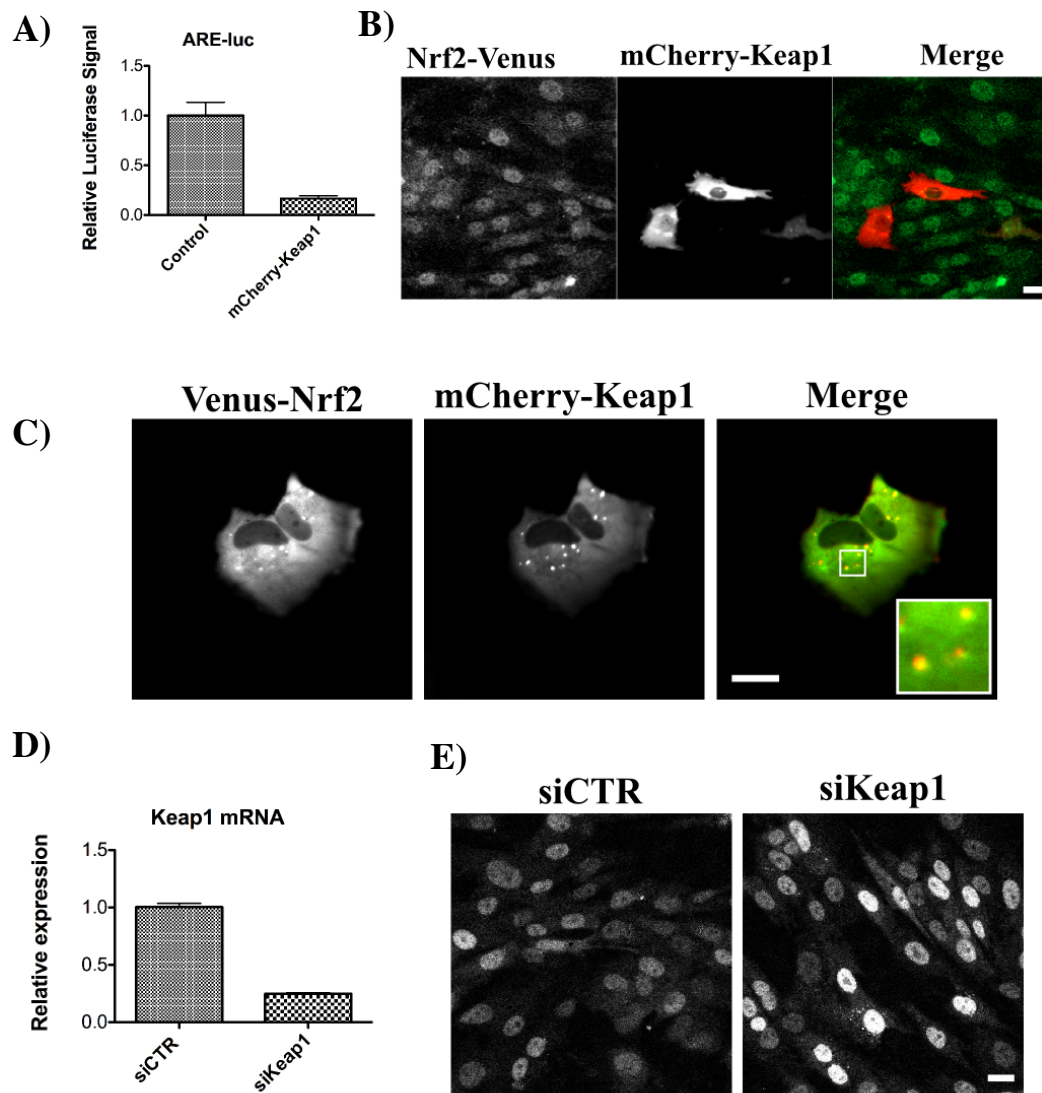 A)
ARE-luc
Relative Luciferase Signal
1.5
1.0
0.5
0.0
Control
mCherry-Keap1
B)
Nrf2-Venus
mCherry-Keap1
Merge
C)
Venus-Nrf2
mCherry-Keap1
Merge
D)
Keap1 mRNA
Relative expression
1.5
1.0
0.5
0.0
siCTR
siKeap1
E)
siCTR
siKeap1